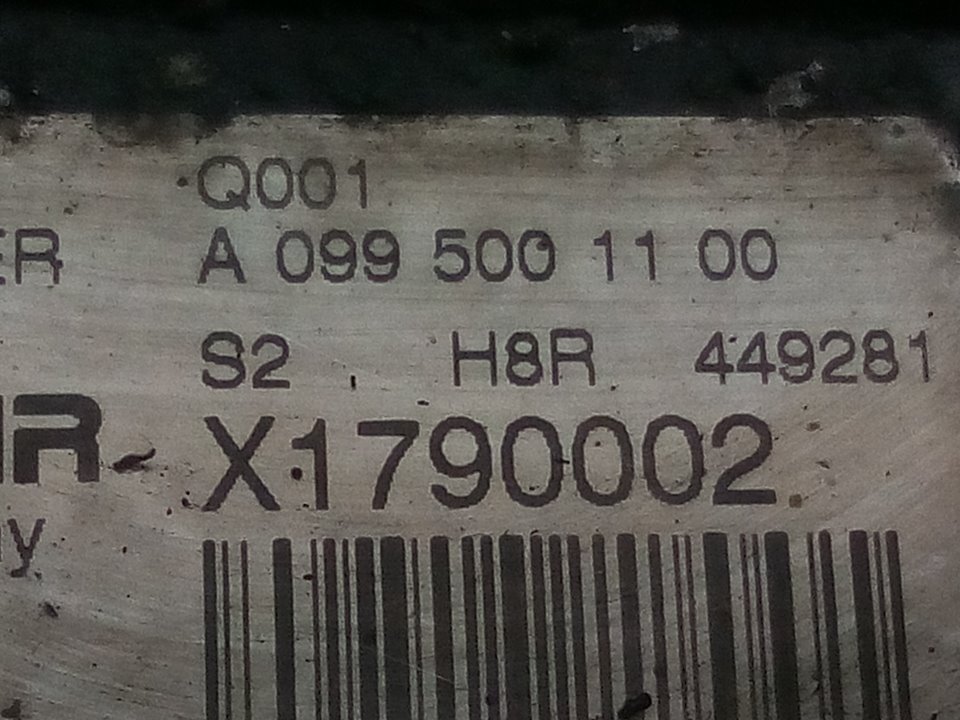 Q001
ER A 099 500 11 00
S2 H8R 449281
R X1790002
y